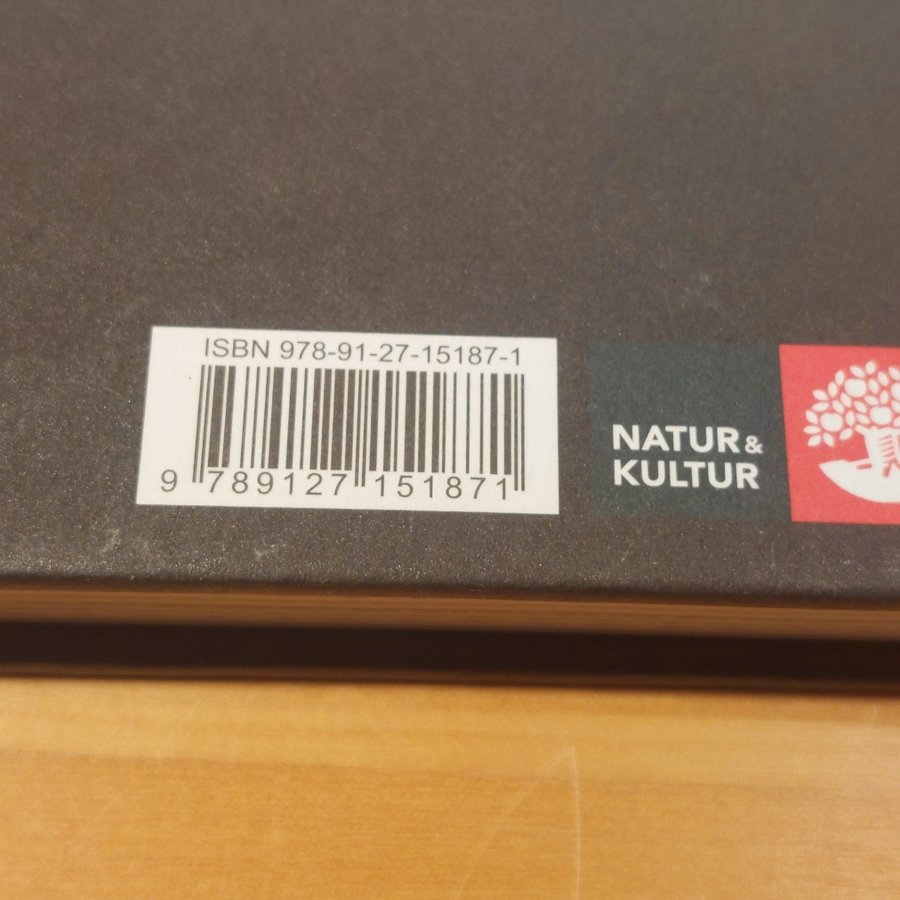 ISBN 978-91-27-15187-1
9 789127 151871
NATUR &
KULTUR